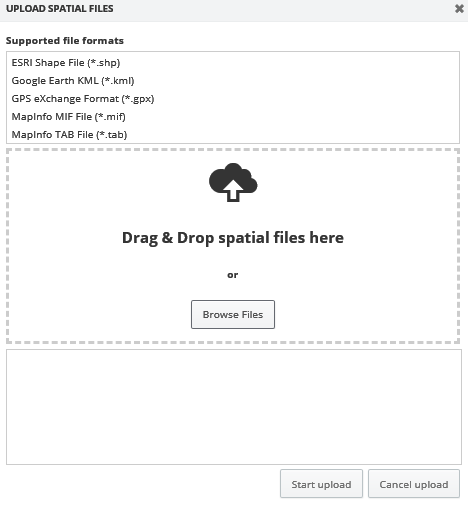 UPLOAD SPATIAL FILES
Supported file formats
ESRI Shape File (*.shp)
Google Earth KML (*.kml)
GPS eXchange Format (*.gpx)
MapInfo MIF File (*.mif)
MapInfo TAB File (*.tab)
Drag & Drop spatial files here
or
Browse Files
Start upload Cancel upload